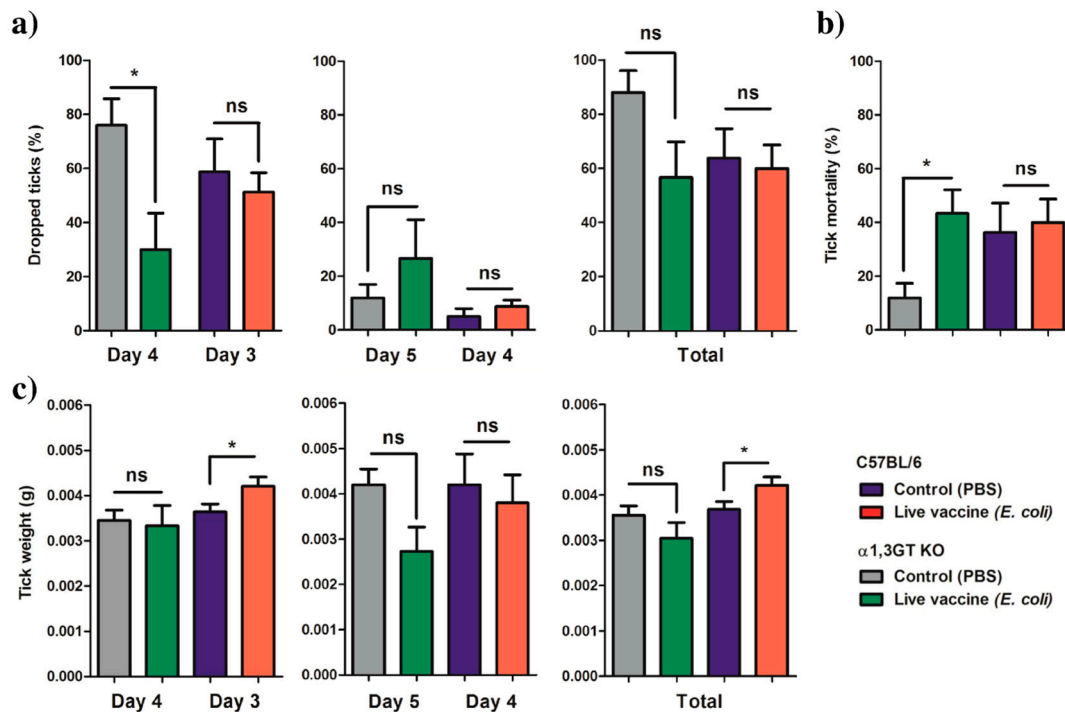 a)
b)
ns
ns
*
ns
ns
ns
*
ns
ns
Dropped ticks (%)
100
80
60
40
20
0
Day 4 Day 3
100
80
60
40
20
0
Day 5 Day 4
100
80
60
40
20
0
Total
Tick mortality (%)
100
80
60
40
20
0
c)
Tick weight (g)
0.006
0.005
0.004
0.003
0.002
0.001
0.000
ns
*
Day 4 Day 3
0.006
0.005
0.004
0.003
0.002
0.001
0.000
ns
ns
Day 5 Day 4
0.006
0.005
0.004
0.003
0.002
0.001
0.000
ns
*
Total
C57BL/6
Control (PBS)
Live vaccine (E. coli)
α1,3GT KO
Control (PBS)
Live vaccine (E. coli)